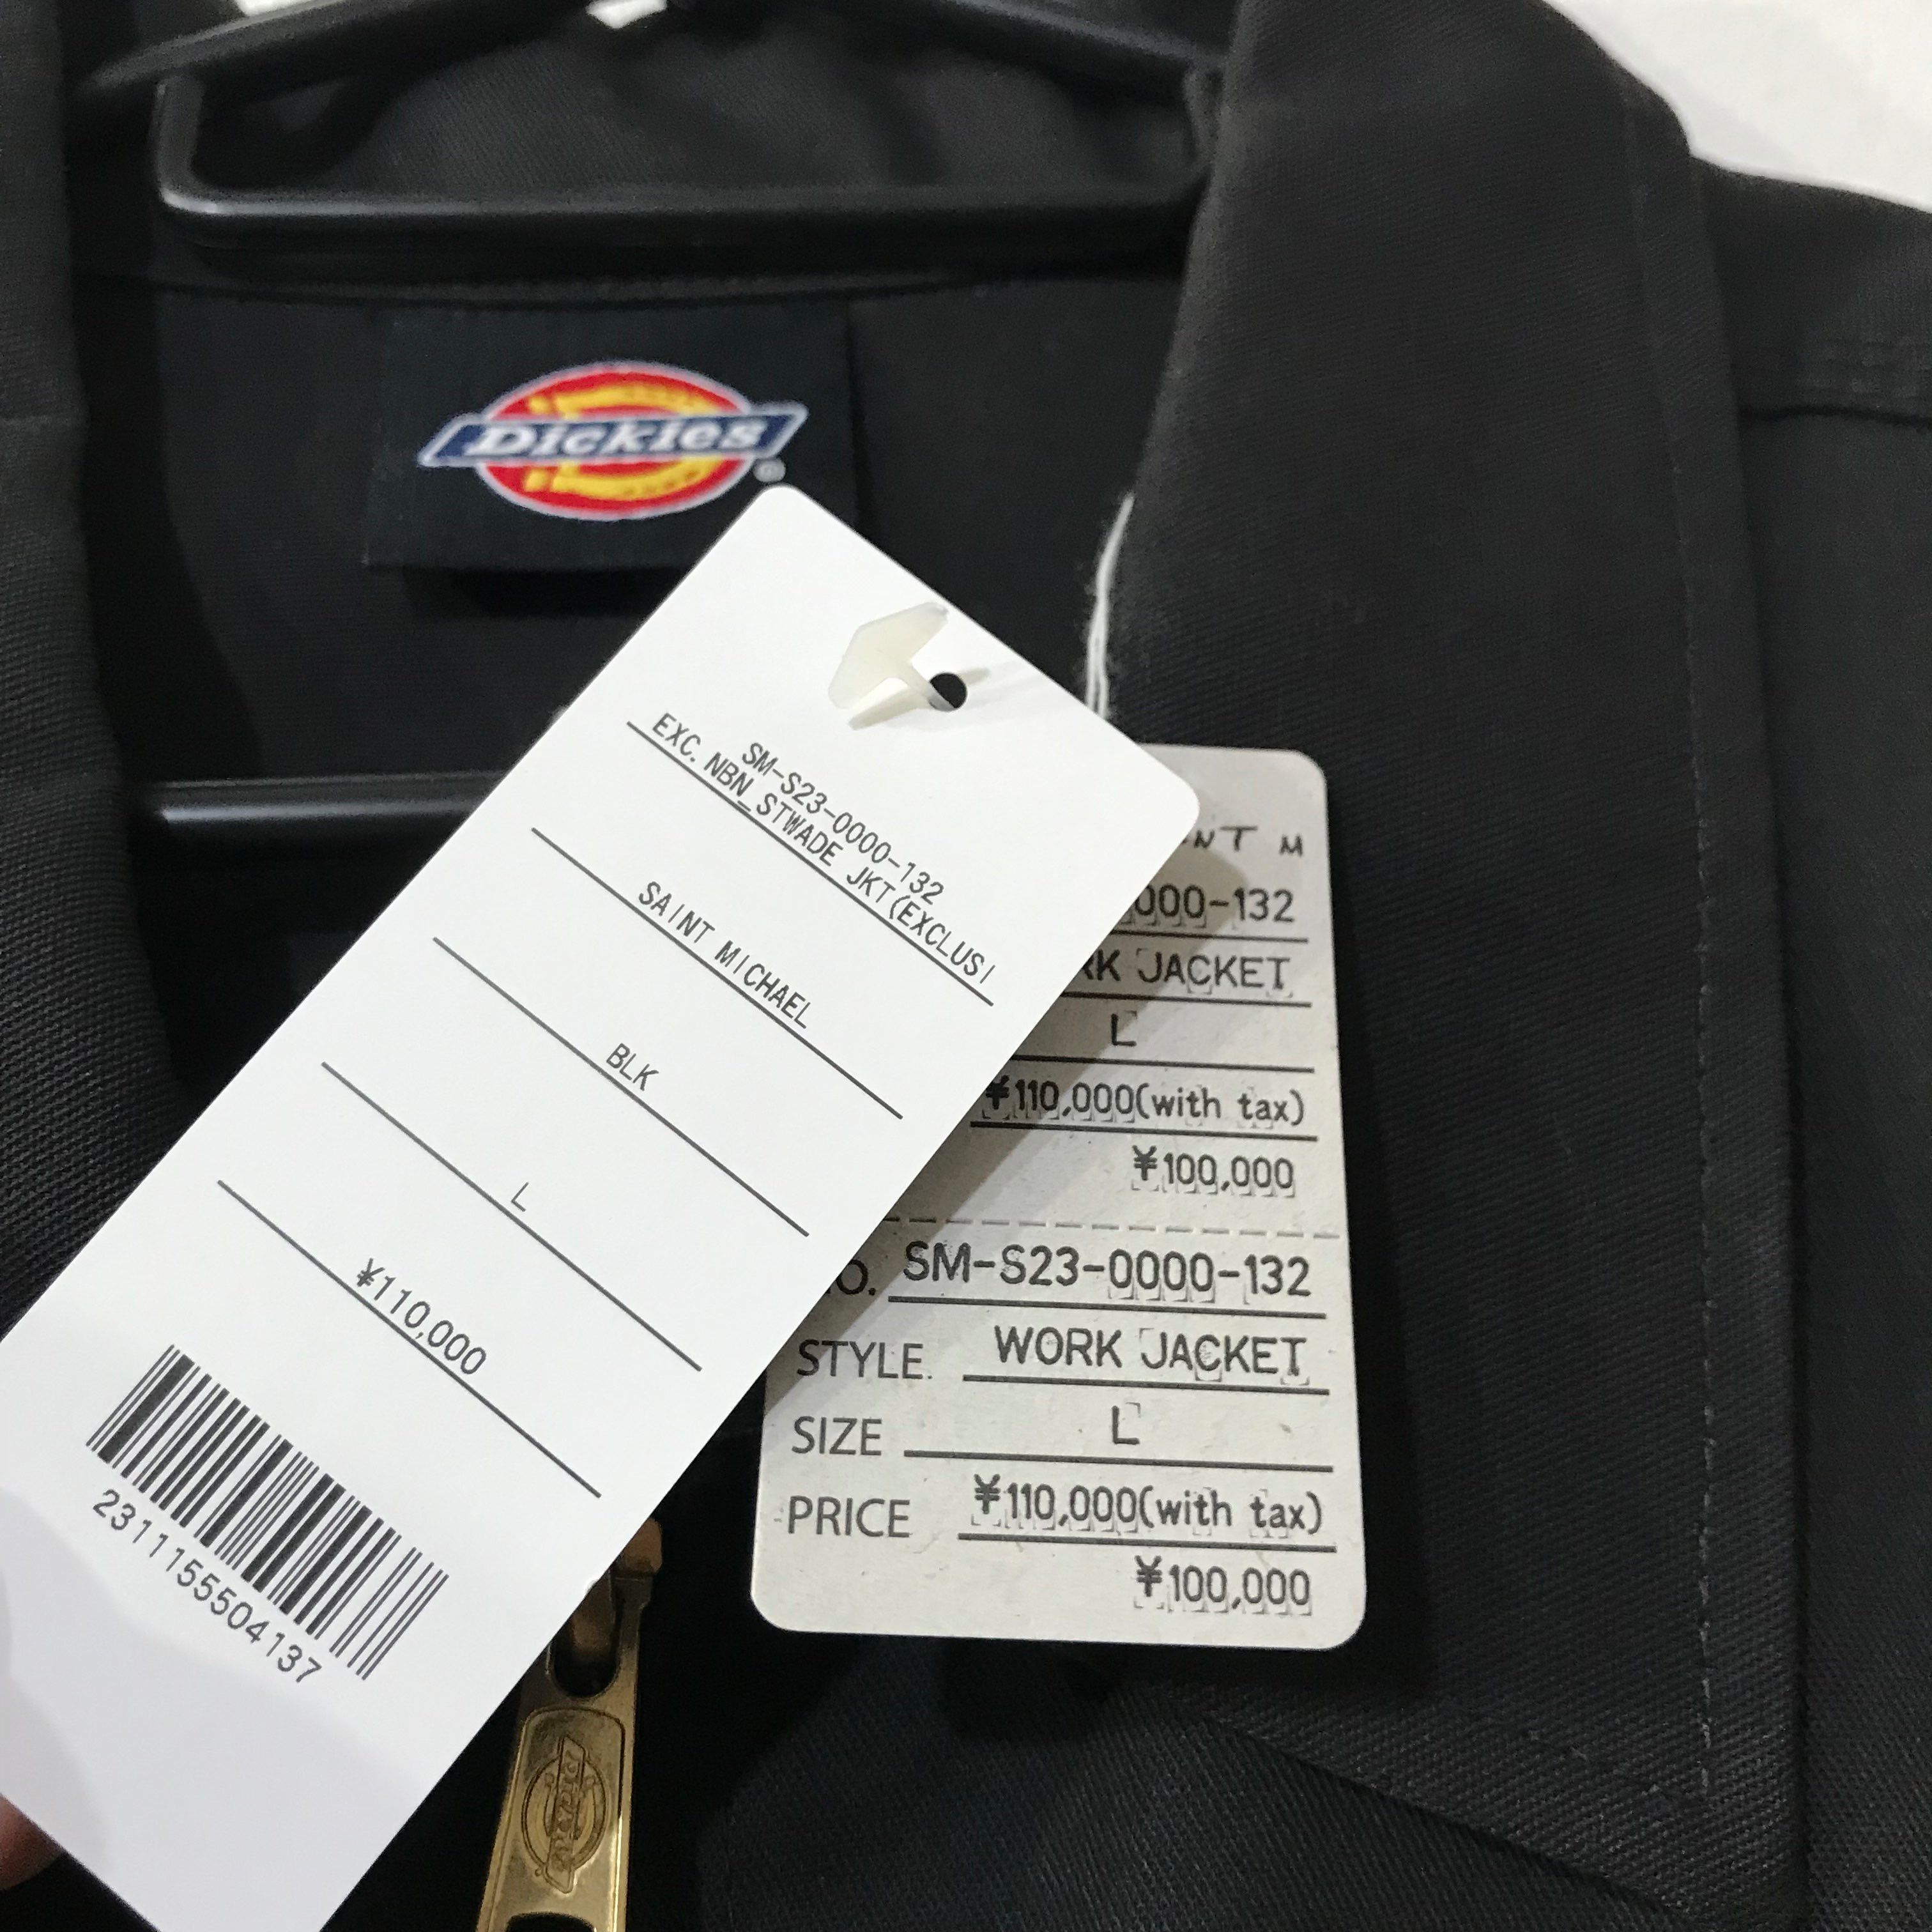 Dickies
®
SM-S23-0000-132
EXC. NBN_STWADE JKT(EXCLUSI
SAINT MICHAEL
BLK
L
¥110,000
2311155504137
NT M
000-132
RK JACKET
L
¥110,000(with tax)
¥100,000
O. SM-S23-0000-132
STYLE. WORK JACKET
SIZE L
PRICE ¥110,000(with tax)
¥100,000
DICKIES